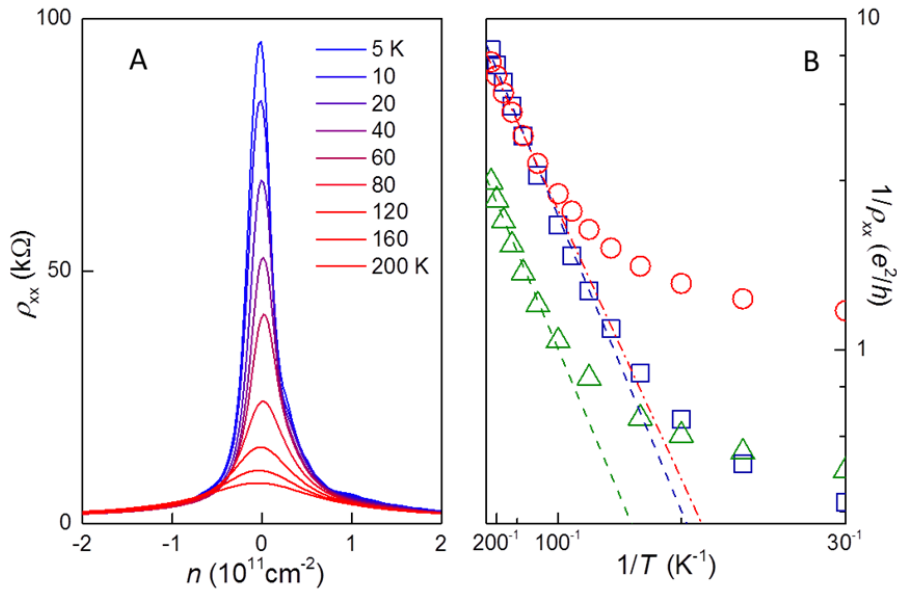 A
100
50
0
ρxx (kΩ)
-2
-1
0
1
2
n (10¹¹cm⁻²)
5 K
10
20
40
60
80
120
160
200 K
B
10
1
1/ρxx (e²/h)
200⁻¹
100⁻¹
30⁻¹
1/T (K⁻¹)